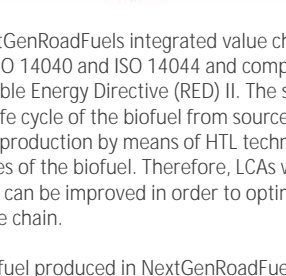 tGenRoadFuels integrated value ch
O 14040 and ISO 14044 and comp
ble Energy Directive (RED) II. The s
fe cycle of the biofuel from source
production by means of HTL techn
es of the biofuel. Therefore, LCAs w
can be improved in order to optin
e chain.
fuel produced in NextGenRoadFue